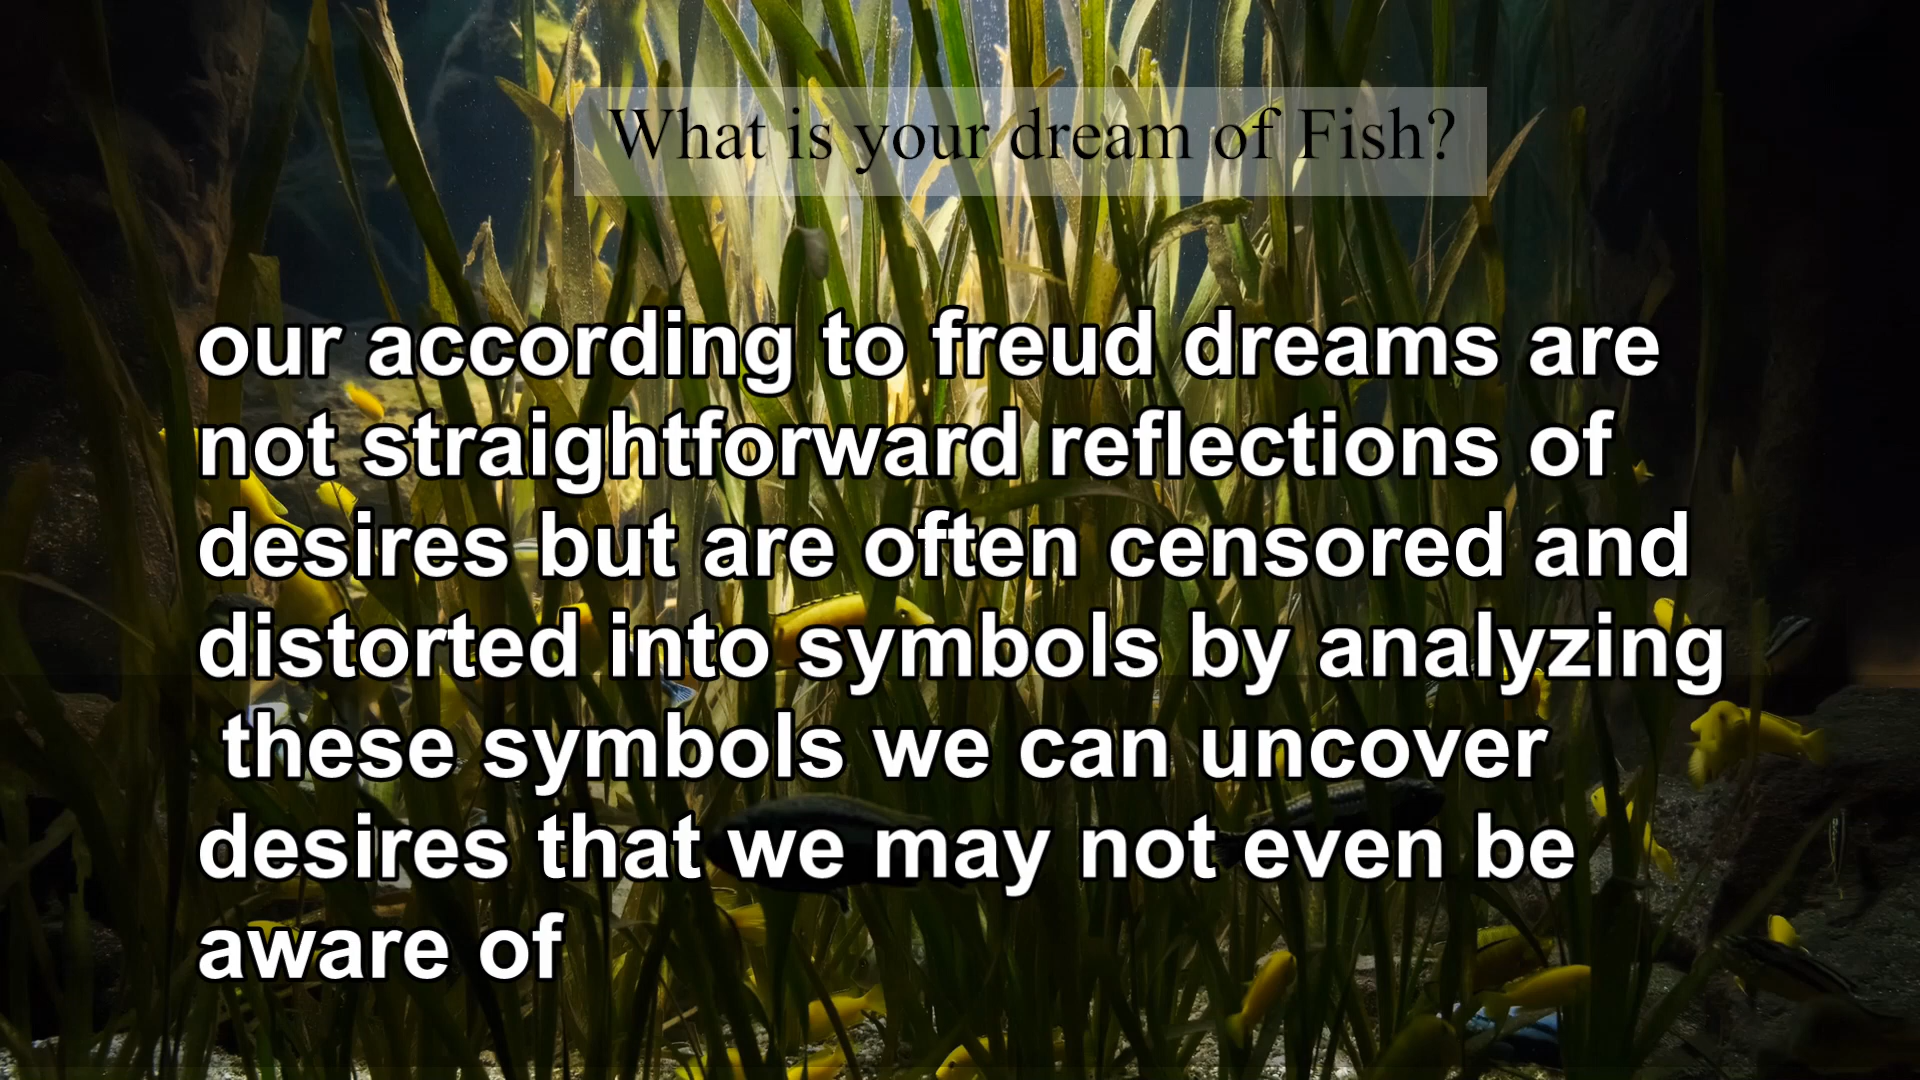 What is your dream of Fish?
our according to freud dreams are
not straightforward reflections of
desires but are often censored and
distorted into symbols by analyzing
these symbols we can uncover
desires that we may not even be
aware of